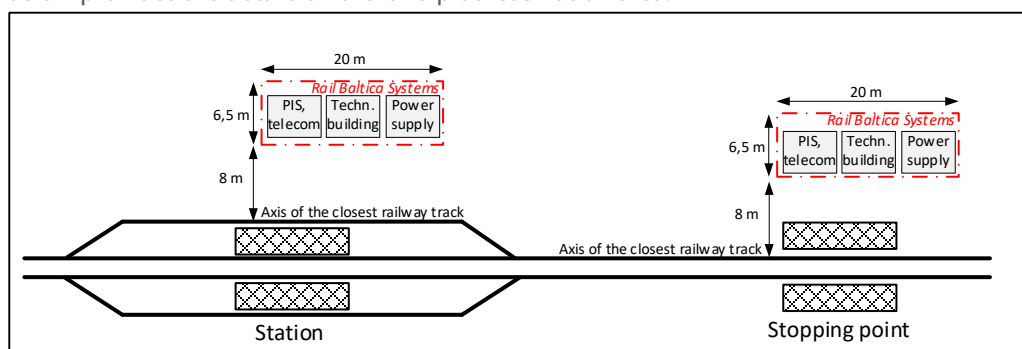 20 m
Rail Baltica Systems
6,5 m
PIS,
telecom
Techn.
building
Power
supply
8 m
Axis of the closest railway track
Station
20 m
Rail Baltica Systems
6,5 m
PIS,
telecom
Techn.
building
Power
supply
8 m
Axis of the closest railway track
Stopping point